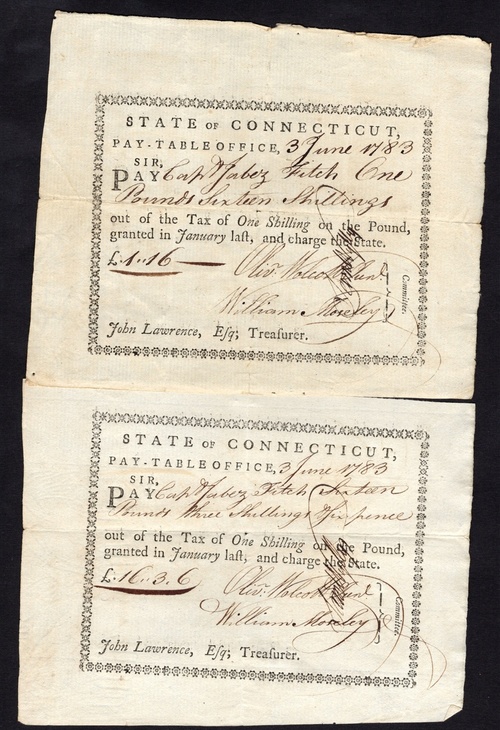 STATE OF CONNECTICUT,
PAY-TABLE OFFICE, 3 June 1783
SIR,
PAY Capt Jabez Fitch One
Pounds Sixteen Shillings
out of the Tax of One Shilling on the Pound,
granted in January last, and charge the State.
£.1..16
Oliv. Wolcott Jund.
William Moseley
Committee.
John Lawrence, Esq; Treasurer.
STATE OF CONNECTICUT,
PAY-TABLE OFFICE, 3 June 1783
SIR,
PAY Capt Jabez Fitch Sixteen
Pounds three Shillings Sixpence
out of the Tax of One Shilling on the Pound,
granted in January last, and charge the State.
£.16..3.6
Oliv. Wolcott Jund.
William Moseley
Committee.
John Lawrence, Esq; Treasurer.